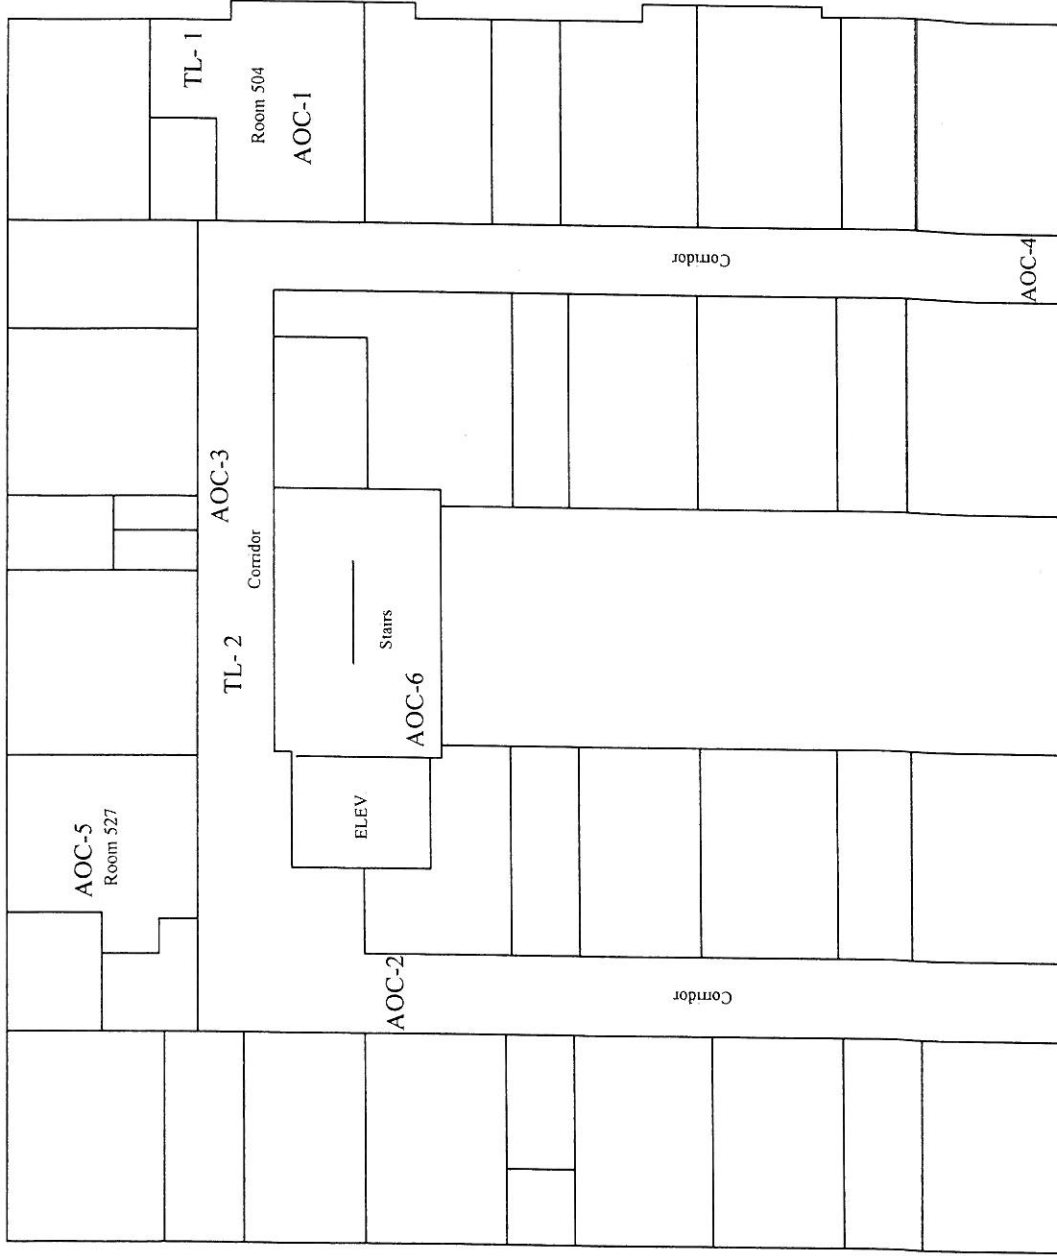 TL- 1
Room 504
AOC-1
Corridor
AOC-4
AOC-3
Corridor
TL- 2
Stairs
AOC-6
ELEV
AOC-5
Room 527
AOC-2
Corridor